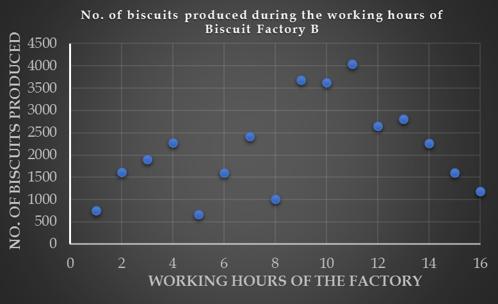 No. of biscuits produced during the working hours of
Biscuit Factory B
NO. OF BISCUITS PRODUCED
4500
4000
3500
3000
2500
2000
1500
1000
500
0
0 2 4 6 8 10 12 14 16
WORKING HOURS OF THE FACTORY